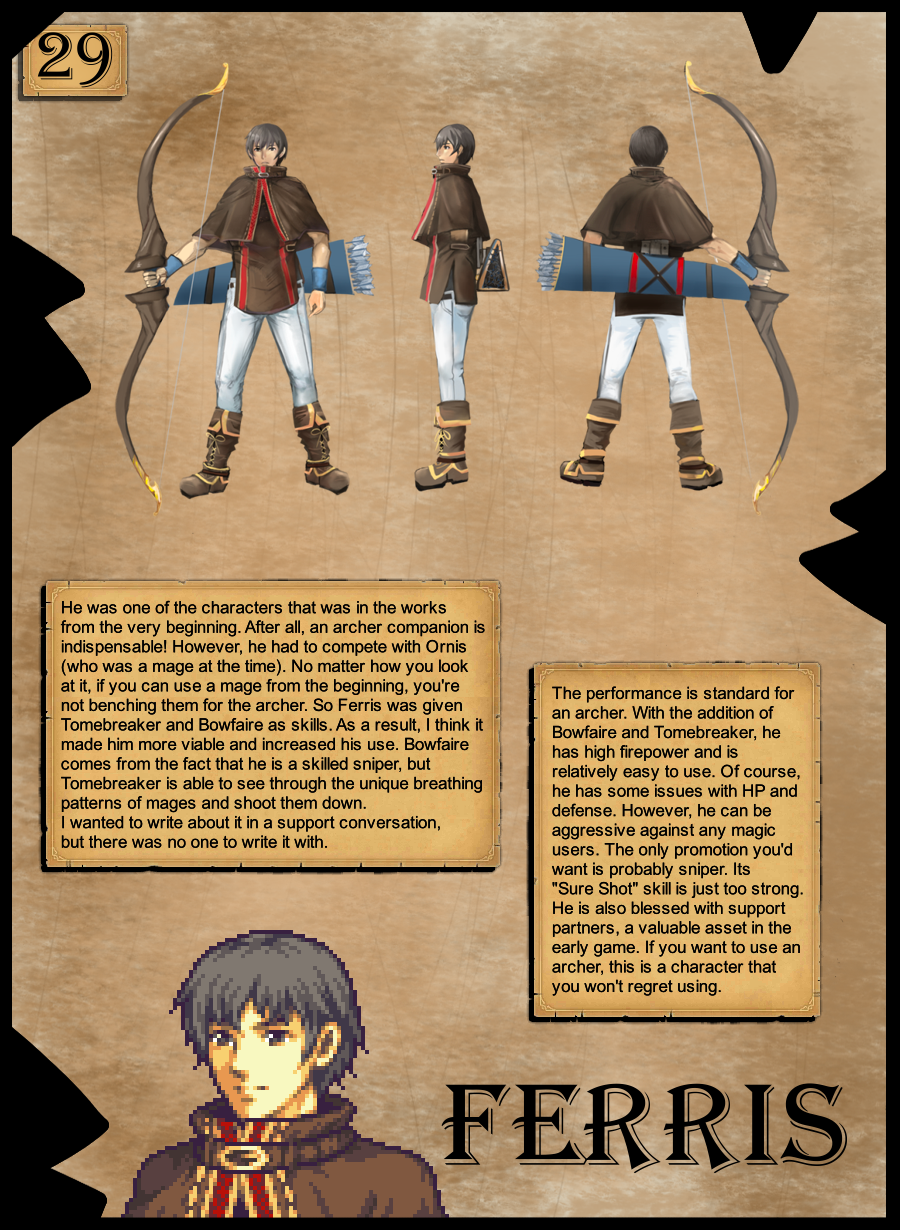 29
He was one of the characters that was in the works
from the very beginning. After all, an archer companion is
indispensable! However, he had to compete with Ornis
(who was a mage at the time). No matter how you look
at it, if you can use a mage from the beginning, you're
not benching them for the archer. So Ferris was given
Tomebreaker and Bowfaire as skills. As a result, I think it
made him more viable and increased his use. Bowfaire
comes from the fact that he is a skilled sniper, but
Tomebreaker is able to see through the unique breathing
patterns of mages and shoot them down.
I wanted to write about it in a support conversation,
but there was no one to write it with.
The performance is standard for
an archer. With the addition of
Bowfaire and Tomebreaker, he
has high firepower and is
relatively easy to use. Of course,
he has some issues with HP and
defense. However, he can be
aggressive against any magic
users. The only promotion you'd
want is probably sniper. Its
"Sure Shot" skill is just too strong.
He is also blessed with support
partners, a valuable asset in the
early game. If you want to use an
archer, this is a character that
you won't regret using.
FERRIS